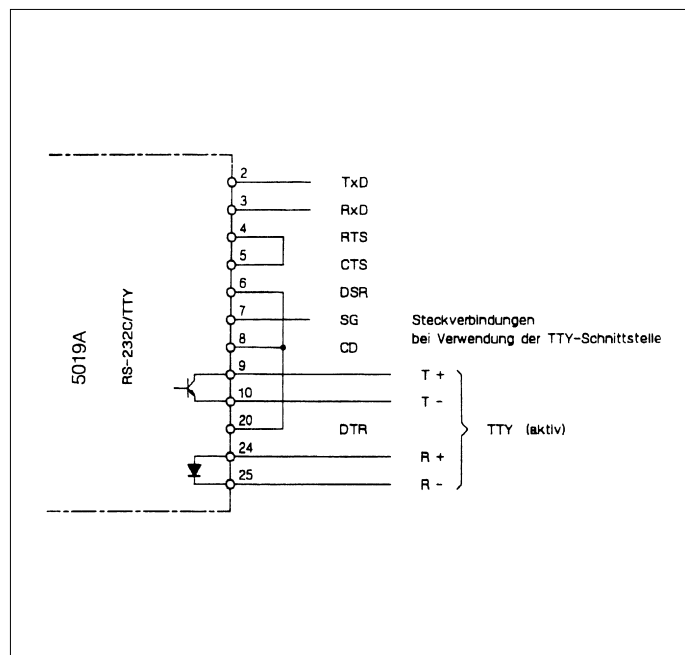 5019A
RS-232C/TTY
2 TxD
3 RxD
4 RTS
5 CTS
6 DSR
7 SG
8 CD
9 T +
10 T -
20 DTR
24 R +
25 R -
Steckverbindungen
bei Verwendung der TTY-Schnittstelle
TTY (aktiv)